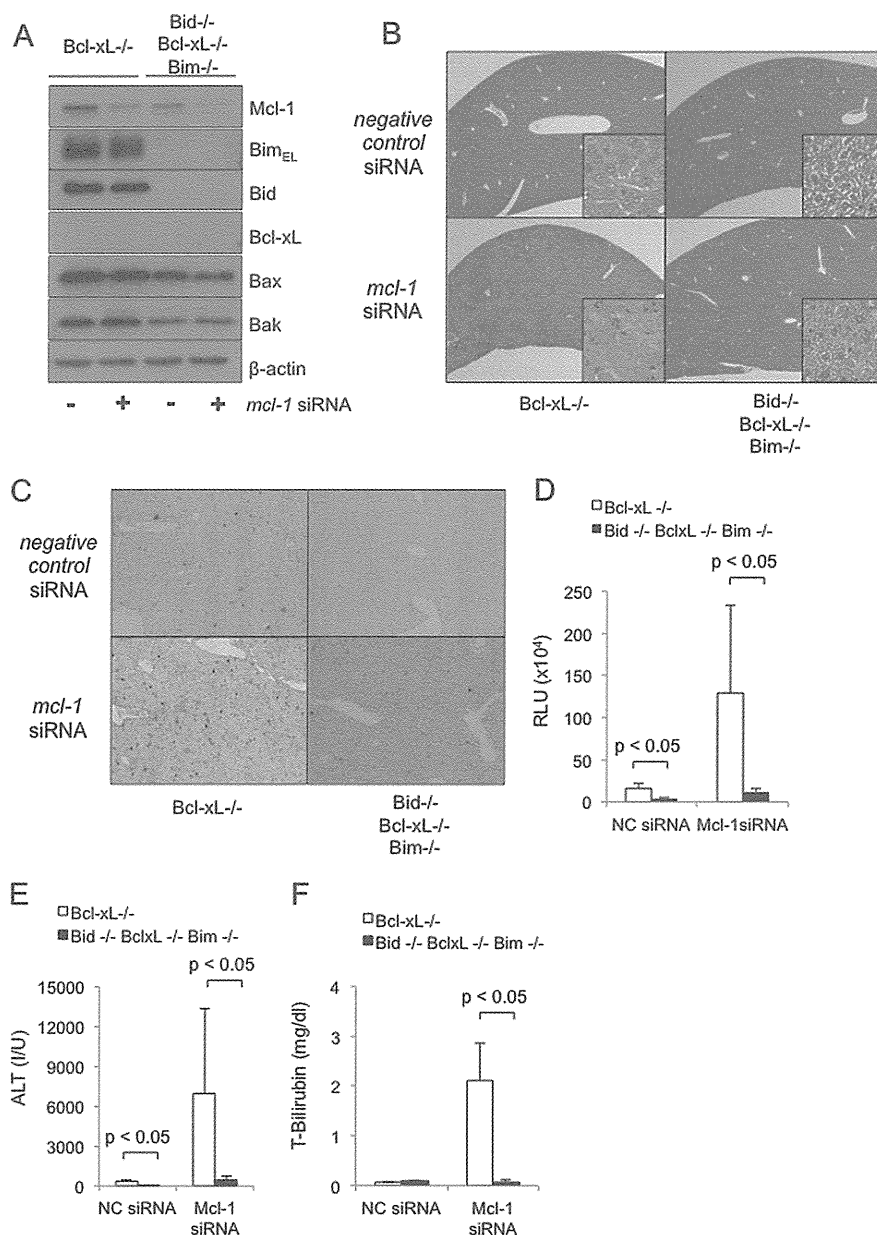 A
Bcl-xL-/-
Bid-/-
Bcl-xL-/-
Bim-/-
Mcl-1
BimEL
Bid
Bcl-xL
Bax
Bak
β-actin
- + - + mcl-1 siRNA
B
negative
control
siRNA
mcl-1
siRNA
Bcl-xL-/-
Bid-/-
Bcl-xL-/-
Bim-/-
C
negative
control
siRNA
mcl-1
siRNA
Bcl-xL-/-
Bid-/-
Bcl-xL-/-
Bim-/-
D
Bcl-xL -/-
Bid -/- BclxL -/- Bim -/-
p < 0.05
250
200
150
100
50
0
RLU (x10⁴)
p < 0.05
NC siRNA Mcl-1siRNA
E
Bcl-xL-/-
Bid -/- BclxL -/- Bim -/-
p < 0.05
15000
12000
9000
6000
3000
0
ALT (I/U)
p < 0.05
NC siRNA Mcl-1
siRNA
F
Bcl-xL-/-
Bid -/- BclxL -/- Bim -/-
p < 0.05
4
3
2
1
0
T-Bilirubin (mg/dl)
NC siRNA Mcl-1
siRNA